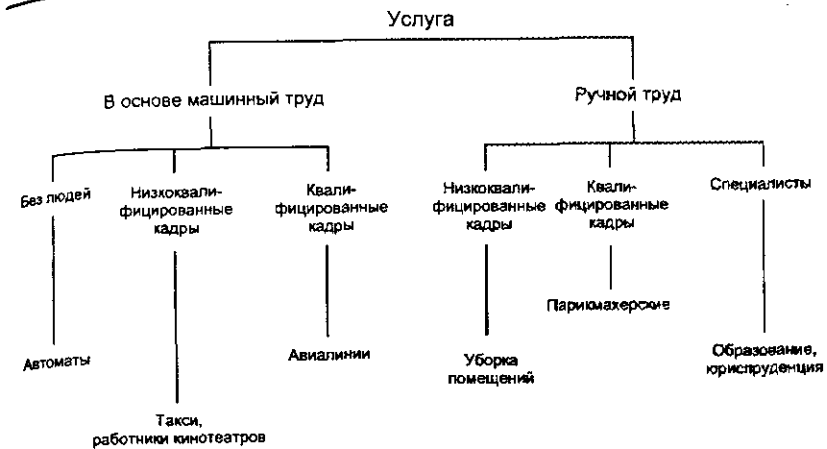 Услуга
В основе машинный труд
Ручной труд
Без людей
Низкоквали-
фицированные
кадры
Квали-
фицированные
кадры
Низкоквали-
фицированные
кадры
Квали-
фицированные
кадры
Специалисты
Автоматы
Такси,
работники кинотеатров
Авиалинии
Уборка
помещений
Парикмахерские
Образование,
юриспруденция